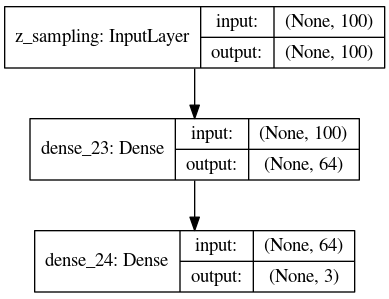 z_sampling: InputLayer
input: (None, 100)
output: (None, 100)
dense_23: Dense
input: (None, 100)
output: (None, 64)
dense_24: Dense
input: (None, 64)
output: (None, 3)